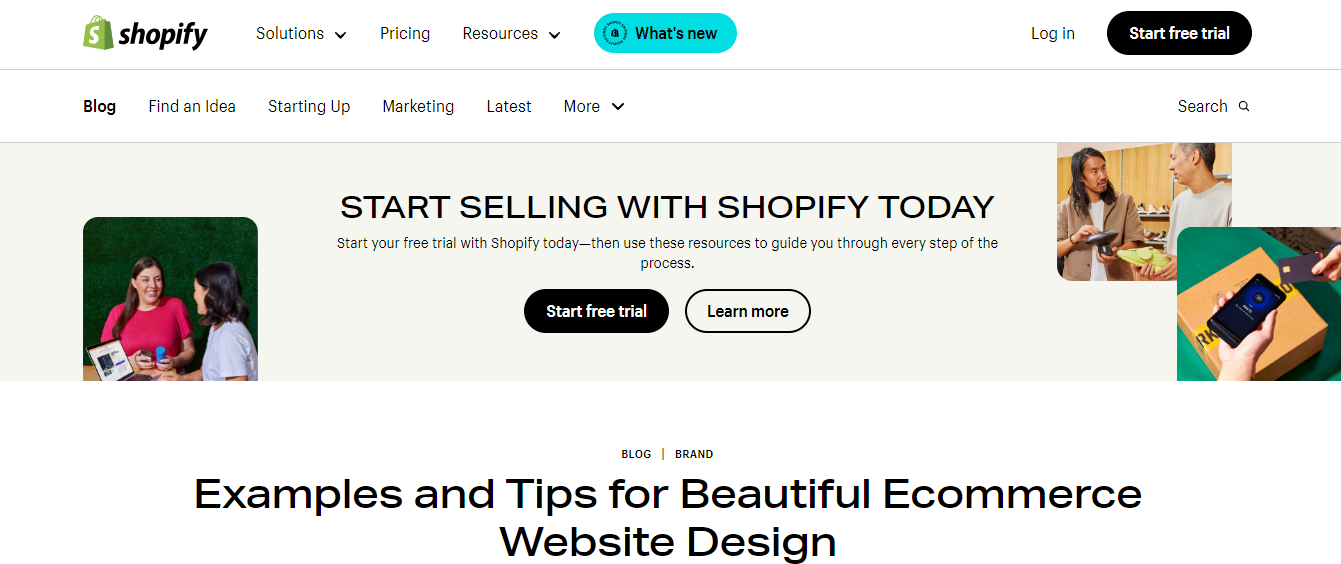 shopify
Solutions
Pricing
Resources
What's new
Log in
Start free trial
Blog
Find an Idea
Starting Up
Marketing
Latest
More
Search
START SELLING WITH SHOPIFY TODAY
Start your free trial with Shopify today—then use these resources to guide you through every step of the
process.
Start free trial
Learn more
BLOG | BRAND
Examples and Tips for Beautiful Ecommerce
Website Design